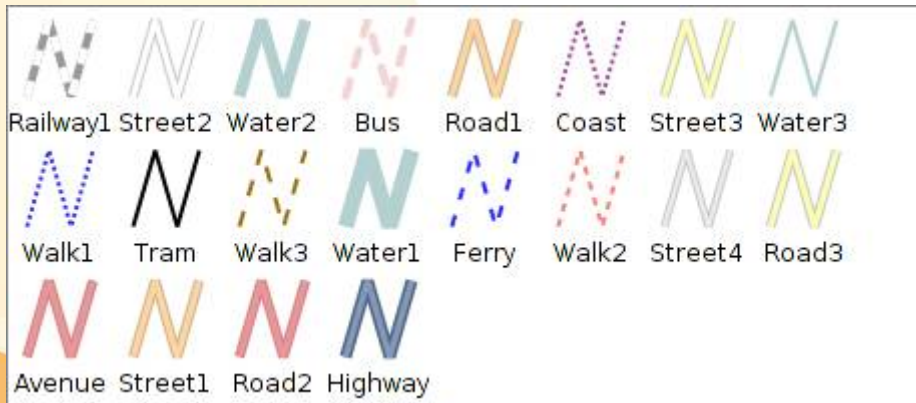 Railway1 Street2 Water2 Bus Road1 Coast Street3 Water3
Walk1 Tram Walk3 Water1 Ferry Walk2 Street4 Road3
Avenue Street1 Road2 Highway